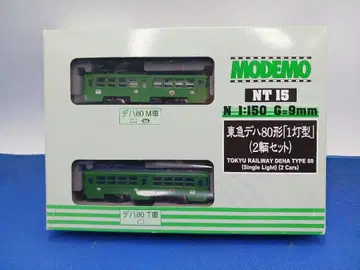 MODEMO
NT 15
N 1:150 G=9mm
東急デハ80形「1灯型」
(2輌セット)
TOKYU RAILWAY DEHA TYPE 80
(Single Light) (2 Cars)
デハ80 M車
デハ80 T車